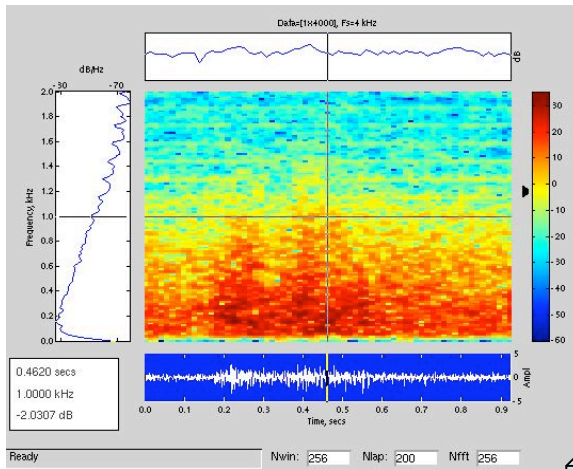 Data=[1x4000], Fs=4 kHz
dB
dB/Hz
-30 -70
2.0
1.8
1.6
1.4
1.2
1.0
0.8
0.6
0.4
0.2
0.0
Frequency, kHz
30
20
10
0
-10
-20
-30
-40
-50
-60
5
0
-5
Ampl
0.0 0.1 0.2 0.3 0.4 0.5 0.6 0.7 0.8 0.9
Time, secs
0.4620 secs
1.0000 kHz
-2.0307 dB
Ready
Nwin: 256 Nlap: 200 Nfft 256